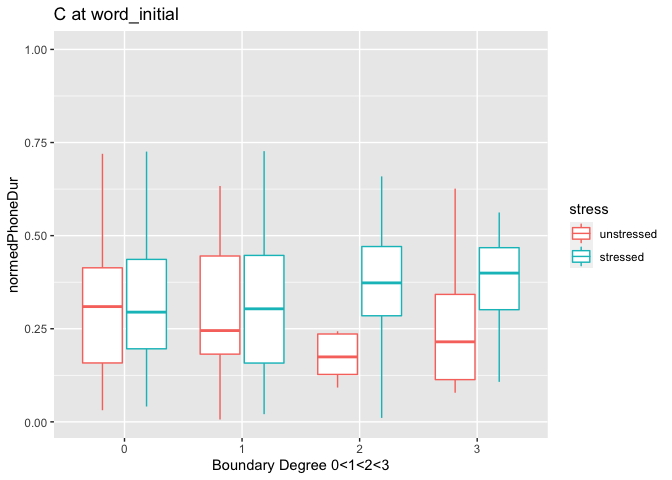 C at word_initial
1.00
0.75
0.50
0.25
0.00
normedPhoneDur
0
1
2
3
Boundary Degree 0<1<2<3
stress
unstressed
stressed